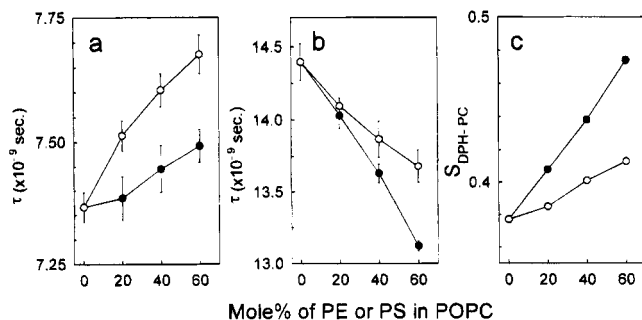 a
b
c
7.75
7.50
7.25
τ (x10⁻⁹ sec.)
0 20 40 60
14.5
14.0
13.5
13.0
τ (x10⁻⁹ sec.)
0 20 40 60
0.5
0.4
S DPH-PC
0 20 40 60
Mole% of PE or PS in POPC